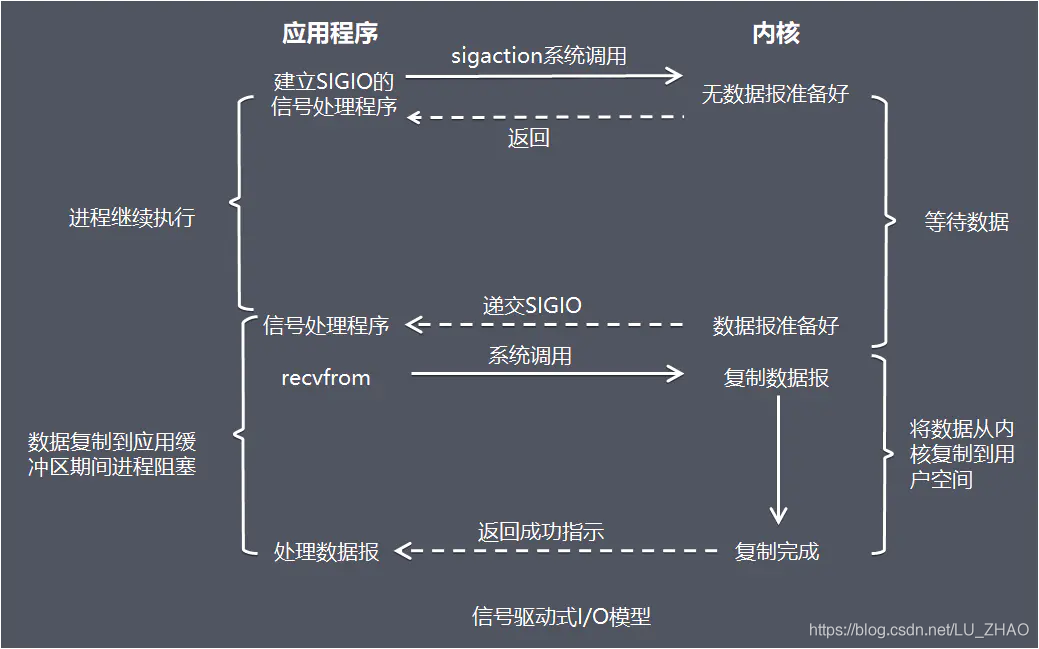 应用程序
内核
sigaction系统调用
建立SIGIO的
信号处理程序
无数据报准备好
返回
进程继续执行
等待数据
递交SIGIO
信号处理程序
数据报准备好
系统调用
recvfrom
复制数据报
数据复制到应用缓
冲区期间进程阻塞
将数据从内
核复制到用
户空间
返回成功指示
处理数据报
复制完成
信号驱动式I/O模型
https://blog.csdn.net/LU_ZHAO